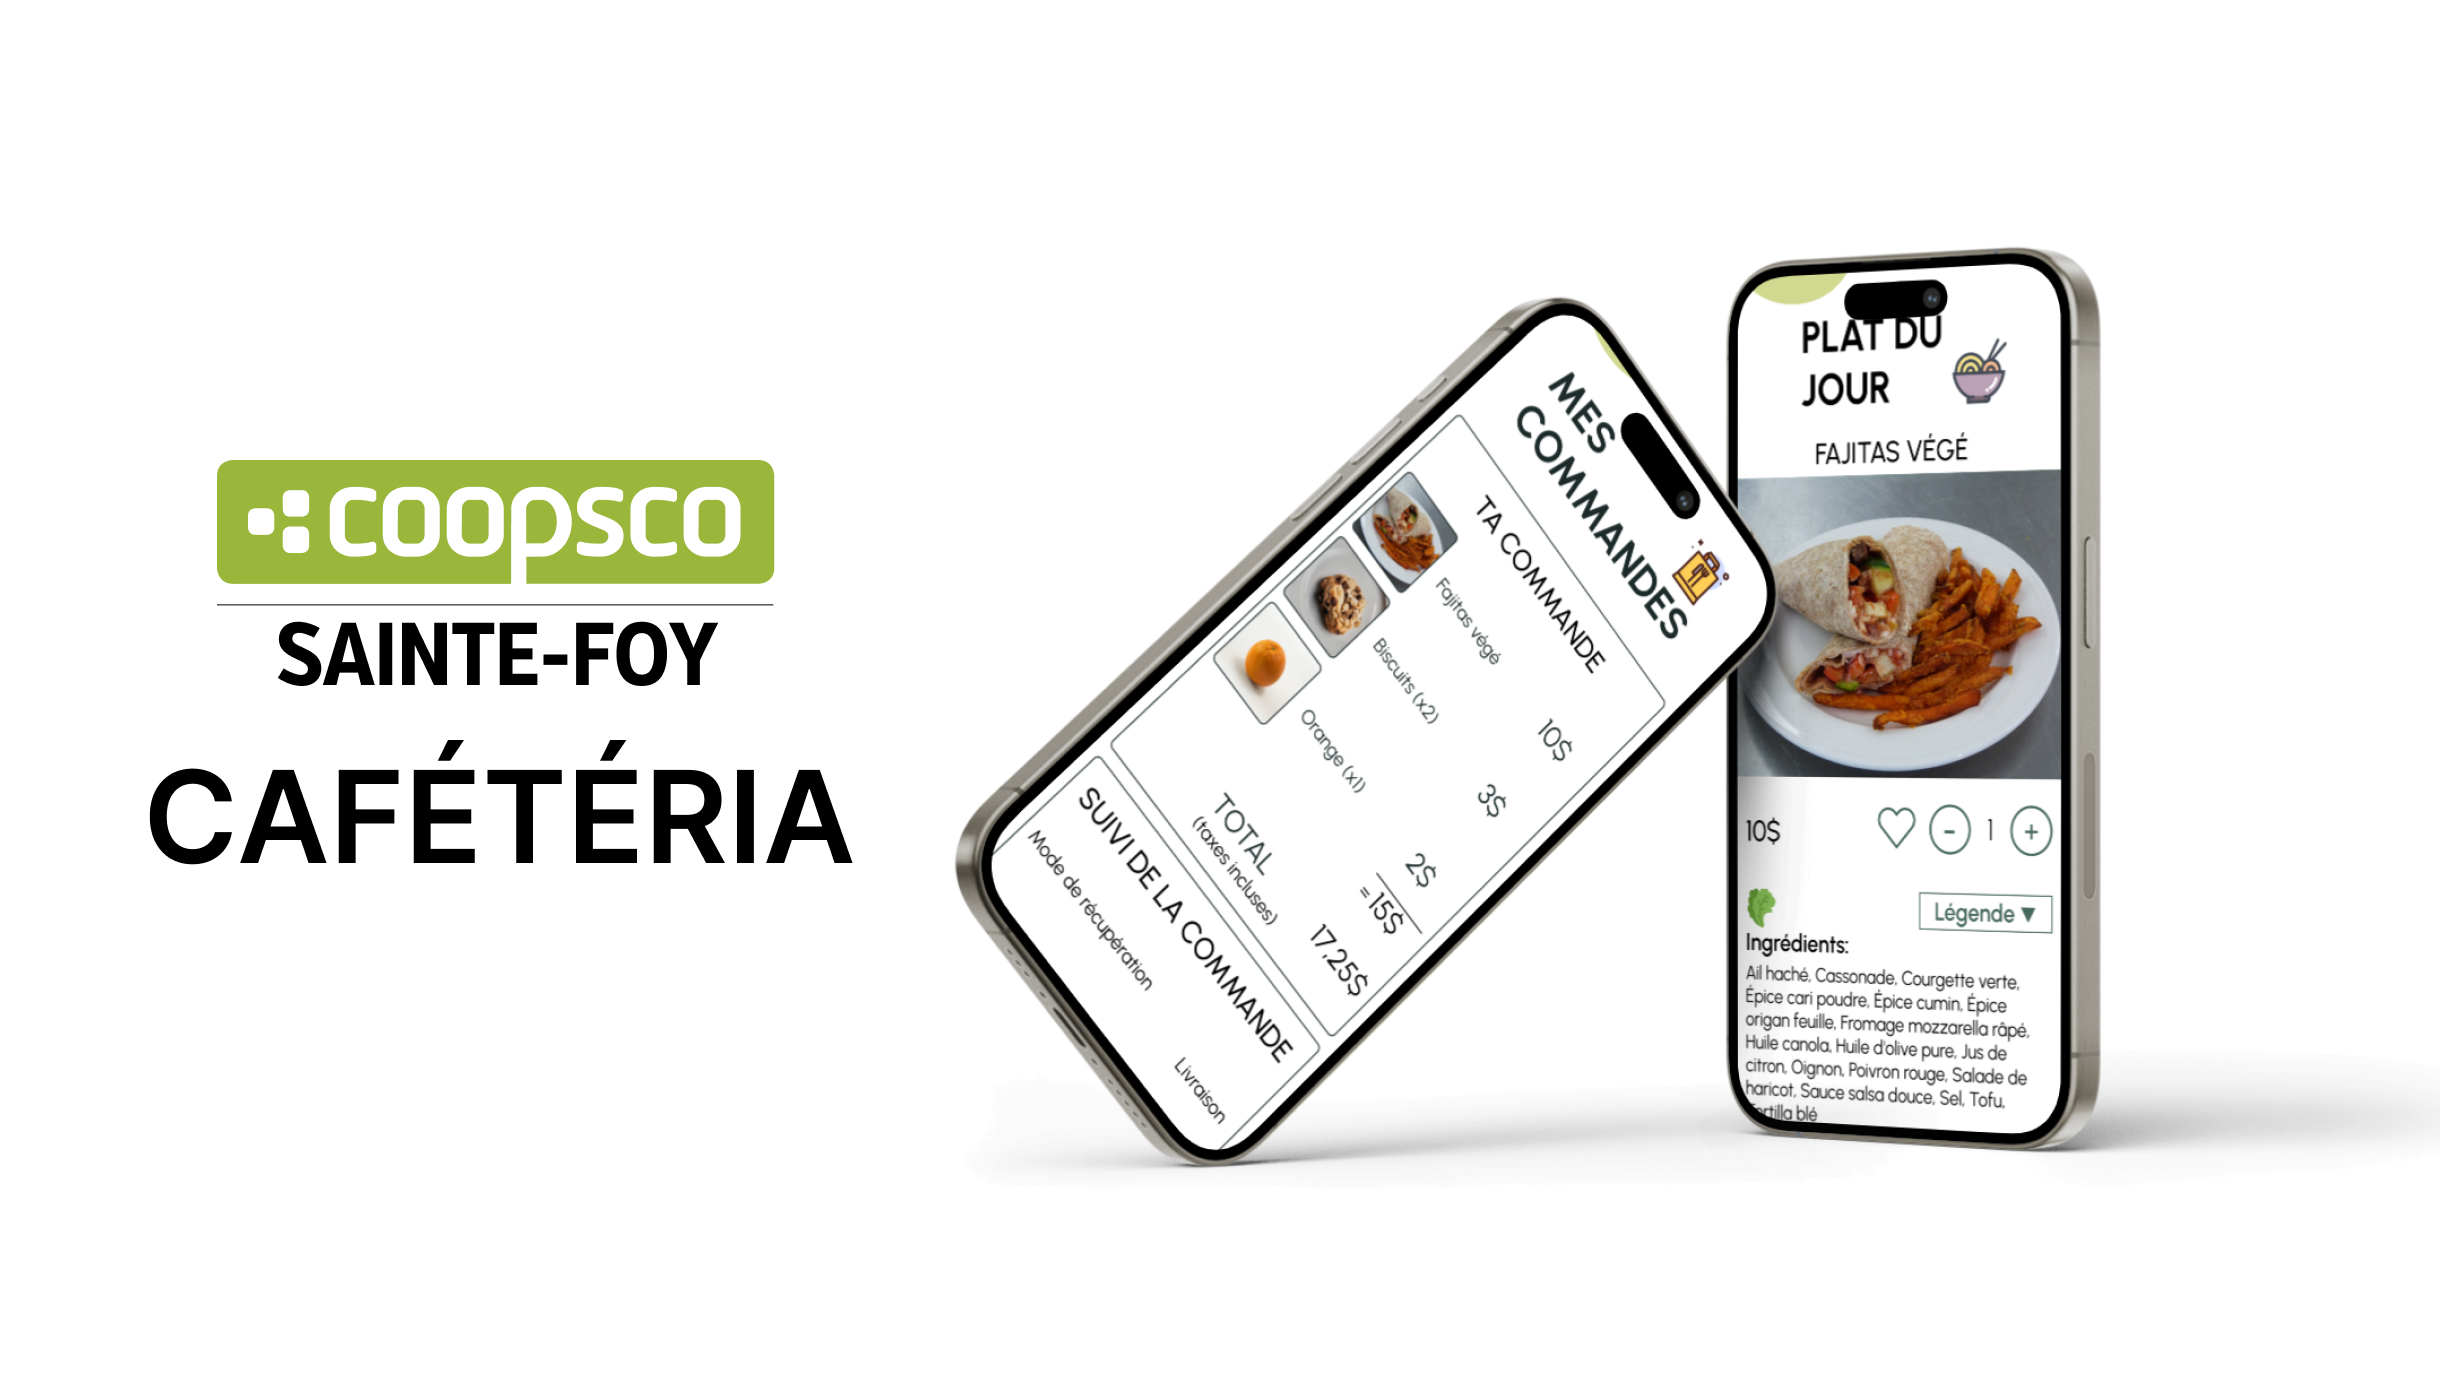 coopsco
SAINTE-FOY
CAFÉTÉRIA
MES
COMMANDES
TA COMMANDE
Fajitas végé
10$
Biscuits (x2)
3$
Orange (x1)
2$
=15$
TOTAL
(taxes incluses)
17,25$
SUIVI DE LA COMMANDE
Mode de récupération
Livraison
PLAT DU
JOUR
FAJITAS VÉGÉ
10$
- 1 +
Légende ▼
Ingrédients:
Ail haché, Cassonade, Courgette verte,
Épice cari poudre, Épice cumin, Épice
origan feuille, Fromage mozzarella râpé,
Huile canola, Huile d'olive pure, Jus de
citron, Oignon, Poivron rouge, Salade de
haricot, Sauce salsa douce, Sel, Tofu,
Tortilla blé